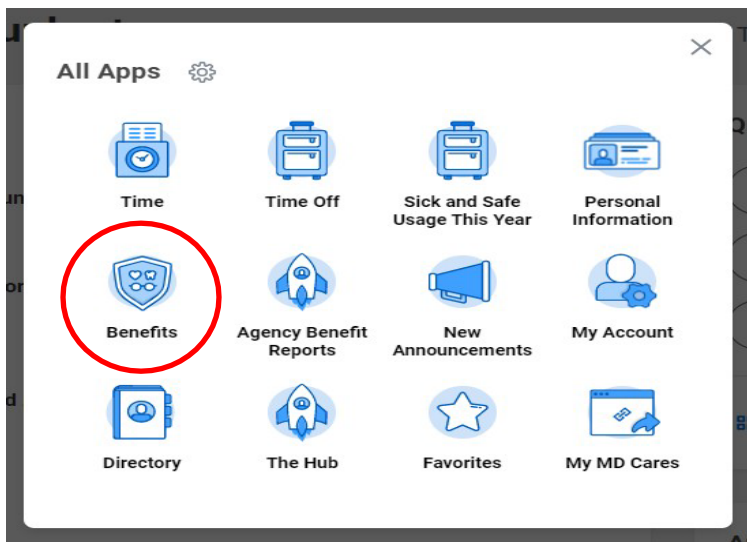 All Apps
Time
Time Off
Sick and Safe
Usage This Year
Personal
Information
Benefits
Agency Benefit
Reports
New
Announcements
My Account
Directory
The Hub
Favorites
My MD Cares